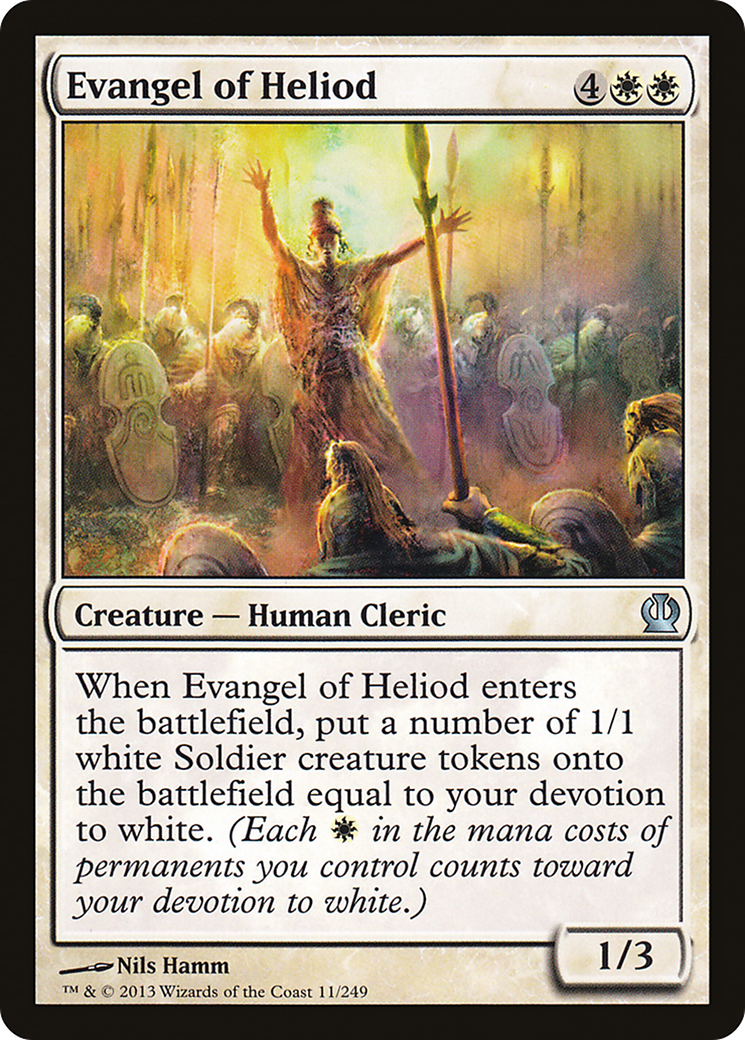 Evangel of Heliod 4
Creature — Human Cleric
When Evangel of Heliod enters
the battlefield, put a number of 1/1
white Soldier creature tokens onto
the battlefield equal to your devotion
to white. (Each in the mana costs of
permanents you control counts toward
your devotion to white.)
1/3
Nils Hamm
™ & © 2013 Wizards of the Coast 11/249